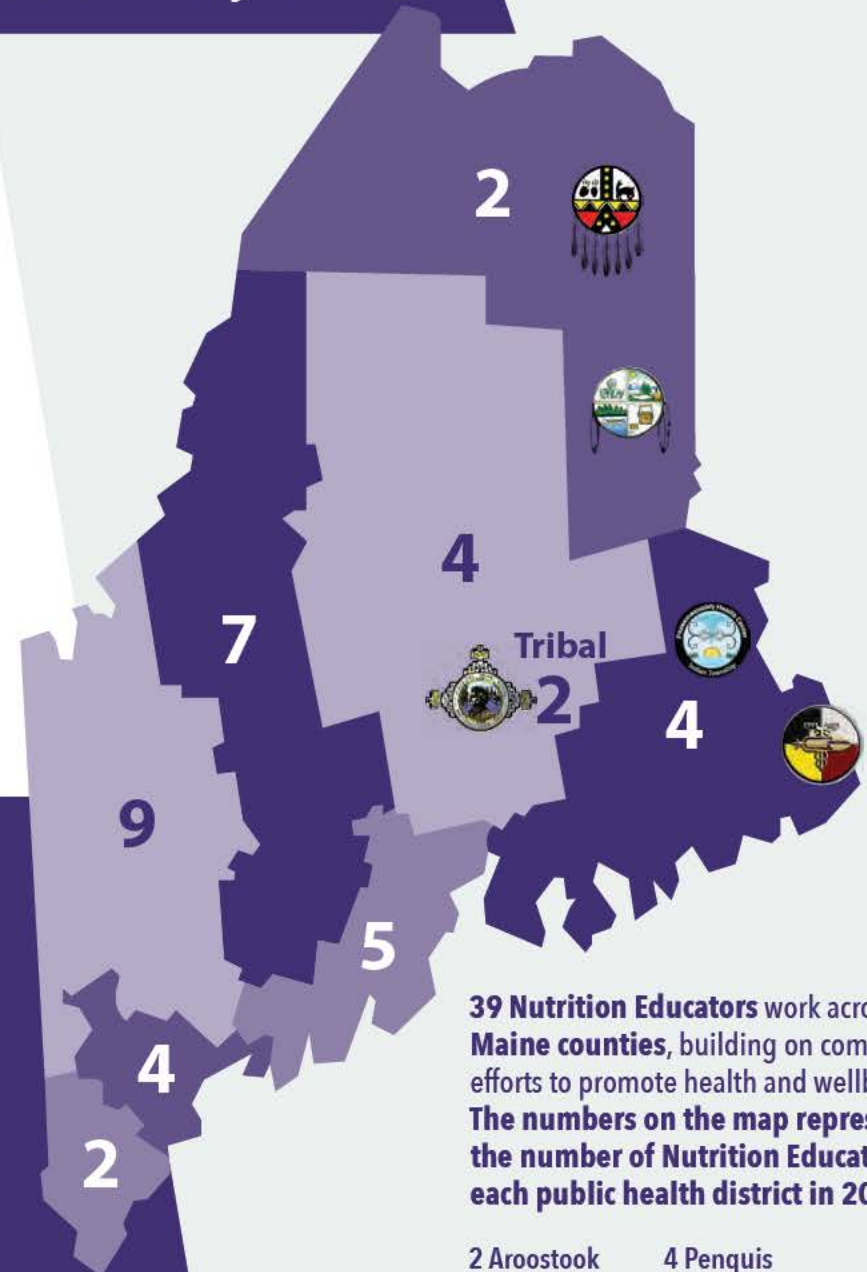 2
4
7
Tribal
2
4
9
5
4
2
39 Nutrition Educators work acro
Maine counties, building on com
efforts to promote health and wellb
The numbers on the map repres
the number of Nutrition Educat
each public health district in 20
2 Aroostook 4 Penquis